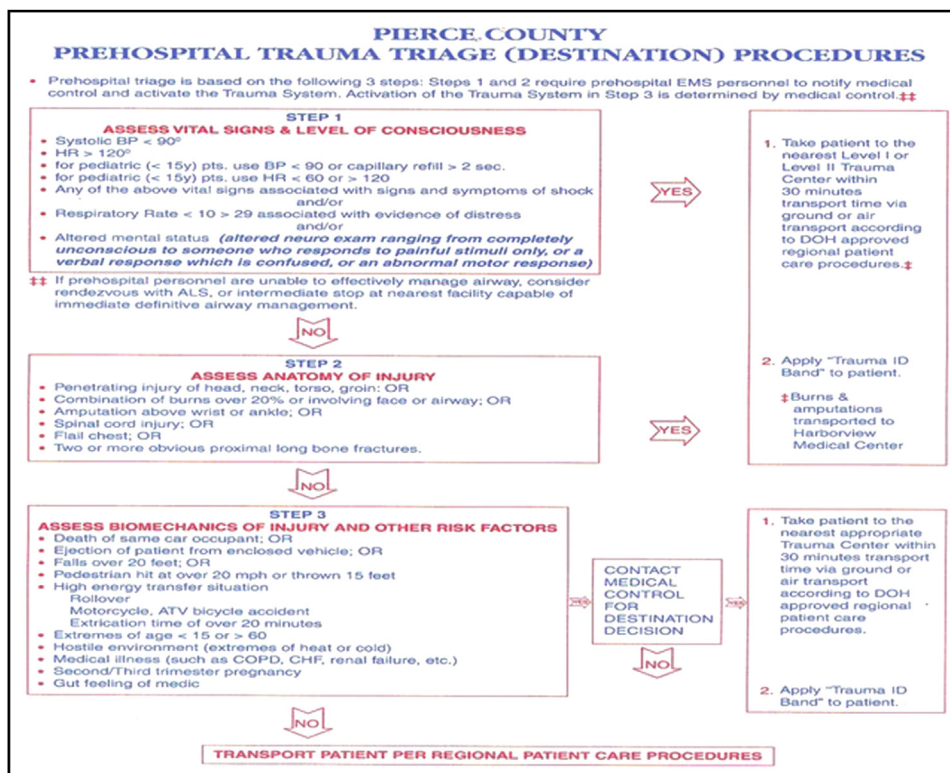 PIERCE COUNTY
PREHOSPITAL TRAUMA TRIAGE (DESTINATION) PROCEDURES
• Prehospital triage is based on the following 3 steps: Steps 1 and 2 require prehospital EMS personnel to notify medical
control and activate the Trauma System. Activation of the Trauma System in Step 3 is determined by medical control.‡‡
STEP 1
ASSESS VITAL SIGNS & LEVEL OF CONSCIOUSNESS
• Systolic BP < 90°
• HR > 120°
• for pediatric (< 15y) pts. use BP < 90 or capillary refill > 2 sec.
• for pediatric (< 15y) pts. use HR < 60 or > 120
• Any of the above vital signs associated with signs and symptoms of shock
and/or
• Respiratory Rate < 10 > 29 associated with evidence of distress
and/or
• Altered mental status (altered neuro exam ranging from completely
unconscious to someone who responds to painful stimuli only, or a
verbal response which is confused, or an abnormal motor response)
YES
1. Take patient to the
nearest Level I or
Level II Trauma
Center within
30 minutes
transport time via
ground or air
transport according
to DOH approved
regional patient
care procedures.‡
‡‡ If prehospital personnel are unable to effectively manage airway, consider
rendezvous with ALS, or intermediate stop at nearest facility capable of
immediate definitive airway management.
NO
STEP 2
ASSESS ANATOMY OF INJURY
• Penetrating injury of head, neck, torso, groin: OR
• Combination of burns over 20% or involving face or airway; OR
• Amputation above wrist or ankle; OR
• Spinal cord injury; OR
• Flail chest; OR
• Two or more obvious proximal long bone fractures.
YES
2. Apply "Trauma ID
Band" to patient.
‡ Burns &
amputations
transported to
Harborview
Medical Center
NO
STEP 3
ASSESS BIOMECHANICS OF INJURY AND OTHER RISK FACTORS
• Death of same car occupant; OR
• Ejection of patient from enclosed vehicle; OR
• Falls over 20 feet; OR
• Pedestrian hit at over 20 mph or thrown 15 feet
• High energy transfer situation
Rollover
Motorcycle, ATV bicycle accident
Extrication time of over 20 minutes
• Extremes of age < 15 or > 60
• Hostile environment (extremes of heat or cold)
• Medical illness (such as COPD, CHF, renal failure, etc.)
• Second/Third trimester pregnancy
• Gut feeling of medic
YES
CONTACT
MEDICAL
CONTROL
FOR
DESTINATION
DECISION
YES
NO
1. Take patient to the
nearest appropriate
Trauma Center within
30 minutes transport
time via ground or
air transport
according to DOH
approved regional
patient care
procedures.
2. Apply "Trauma ID
Band" to patient.
NO
TRANSPORT PATIENT PER REGIONAL PATIENT CARE PROCEDURES